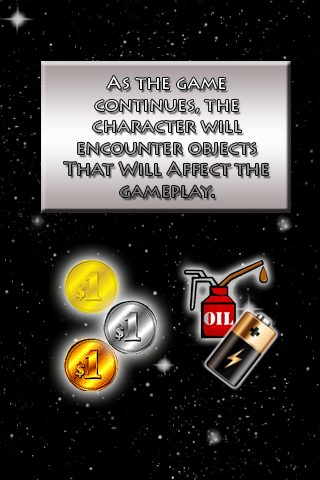 As the game
continues, the
character will
encounter objects
That Will Affect the
gameplay.
$1
$1
$1
OIL